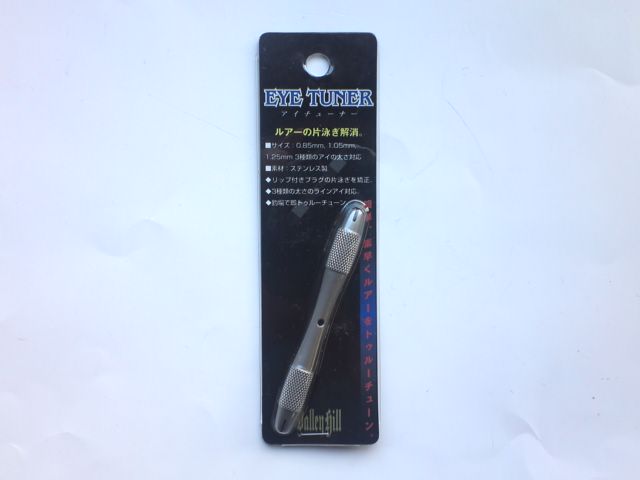 EYE TUNER
アイチューナー
ルアーの片泳ぎ解消。
■サイズ：0.85mm, 1.05mm,
1.25mm 3種類のアイの太さ対応
■素材：ステンレス製
◆リップ付きプラグの片泳ぎを矯正。
◆3種類の太さのラインアイ対応。
◆釣場で即トゥルーチューン。
素早くルアーをトゥルーチューン。
Valley Hill